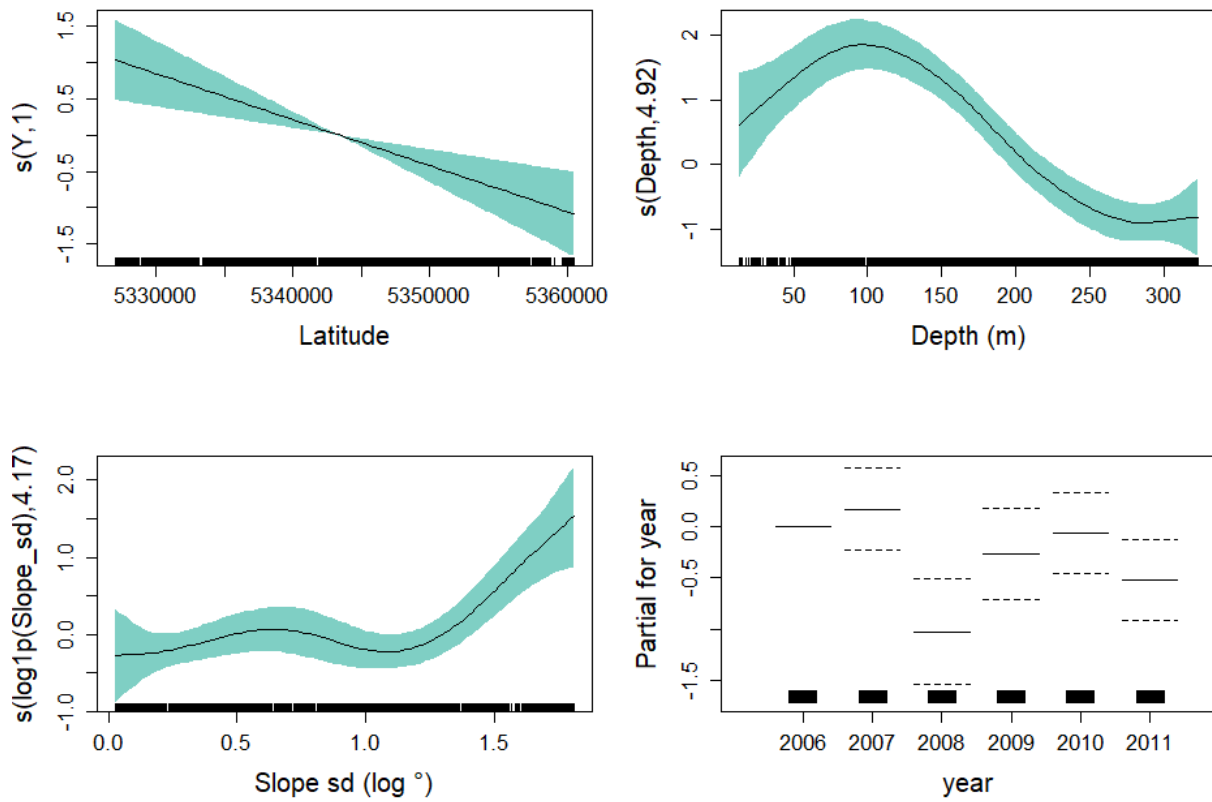 s(Y,1)
1.5
0.5
-0.5
-1.5
5330000 5340000 5350000 5360000
Latitude
s(Depth,4.92)
2
1
0
-1
50 100 150 200 250 300
Depth (m)
s(log1p(Slope_sd),4.17)
2.0
1.0
0.0
-1.0
0.0 0.5 1.0 1.5
Slope sd (log °)
Partial for year
0.5
0.0
-0.5
-1.5
2006 2007 2008 2009 2010 2011
year